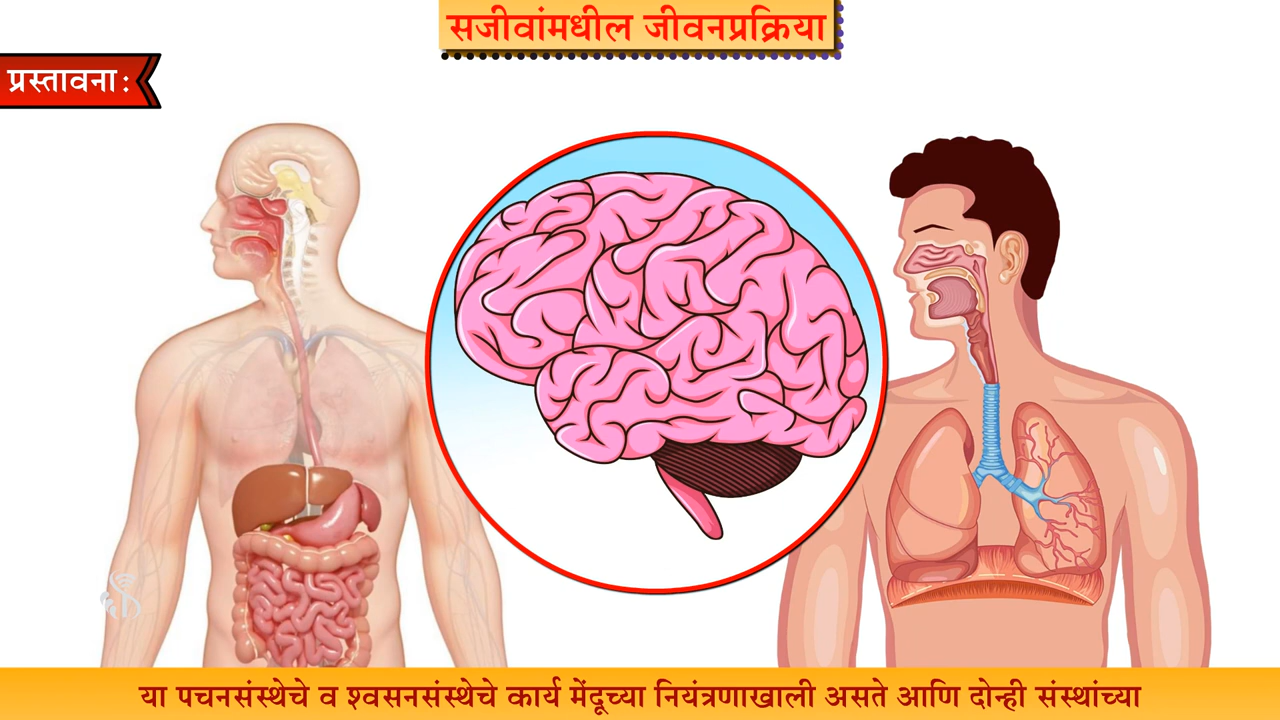 सजीवांमधील जीवनप्रक्रिया
प्रस्तावना :
या पचनसंस्थेचे व श्वसनसंस्थेचे कार्य मेंदूच्या नियंत्रणाखाली असते आणि दोन्ही संस्थांच्या